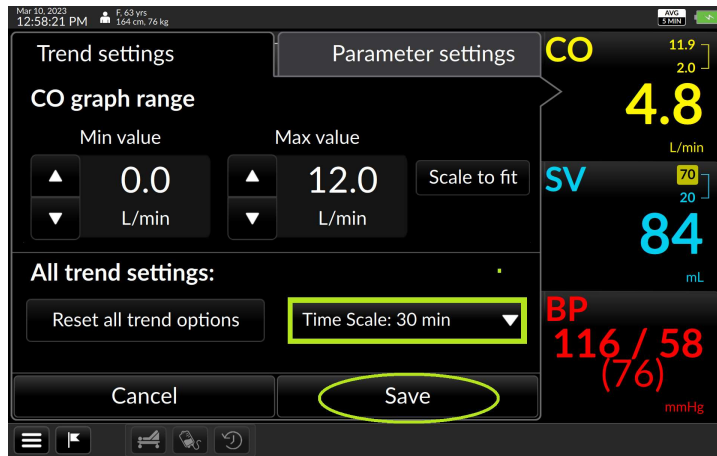 Mar 10, 2023
12:58:21 PM
F, 63 yrs
164 cm, 76 kg
AVG
5 MIN
Trend settings
Parameter settings
CO graph range
Min value
Max value
0.0
L/min
12.0
L/min
Scale to fit
All trend settings:
Reset all trend options
Time Scale: 30 min
Cancel
Save
CO
11.9
2.0
4.8
L/min
SV
70
20
84
mL
BP
116 / 58
(76)
mmHg